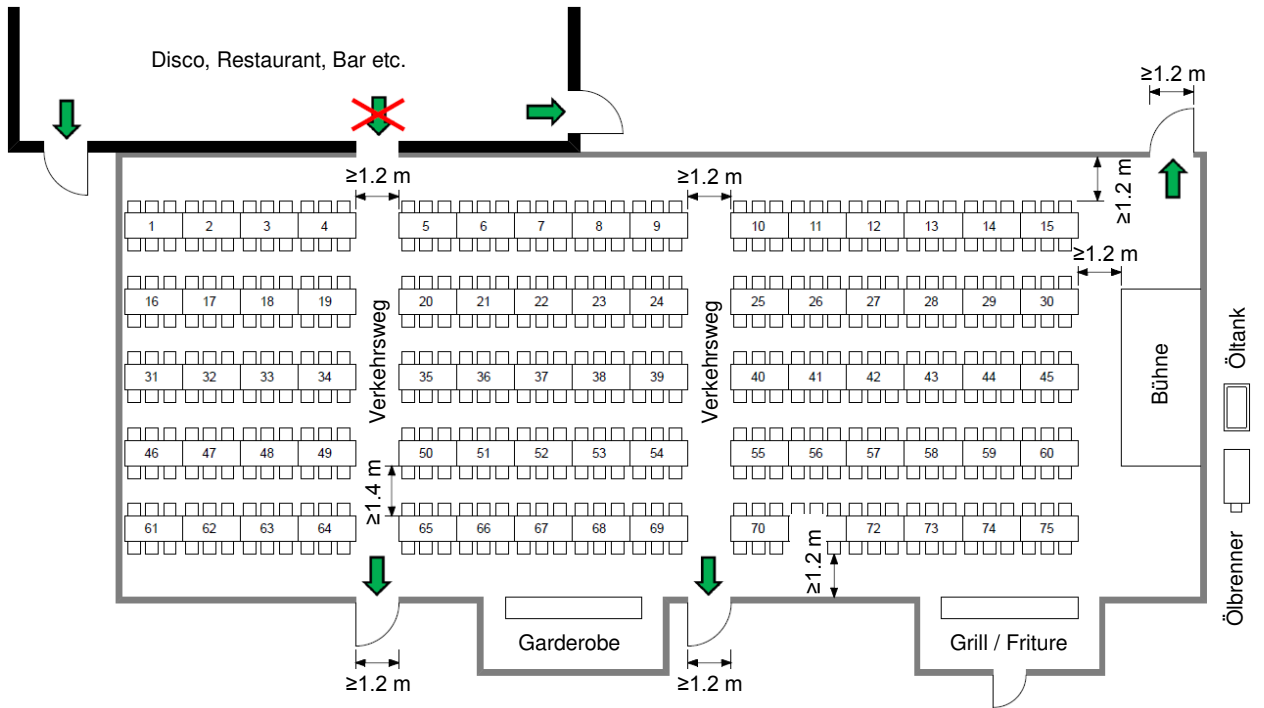 Disco, Restaurant, Bar etc.
≥1.2 m
≥1.2 m
≥1.2 m
≥1.2 m
1 2 3 4 5 6 7 8 9 10 11 12 13 14 15
≥1.2 m
16 17 18 19 20 21 22 23 24 25 26 27 28 29 30
Verkehrsweg
Verkehrsweg
Bühne
Öltank
31 32 33 34 35 36 37 38 39 40 41 42 43 44 45
46 47 48 49 50 51 52 53 54 55 56 57 58 59 60
≥1.4 m
61 62 63 64 65 66 67 68 69 70 72 73 74 75
≥1.2 m
Ölbrenner
Garderobe
Grill / Friture
≥1.2 m
≥1.2 m